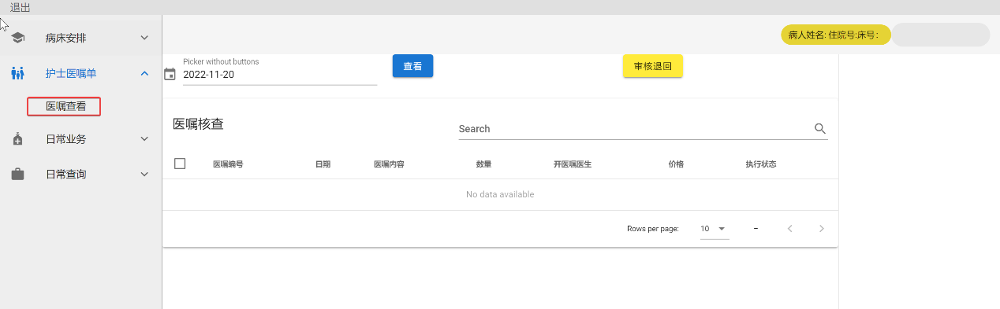 退出
病床安排
病人姓名: 住院号:床号:
护士医嘱单
Picker without buttons
2022-11-20
查看
审核退回
医嘱查看
医嘱核查
Search
日常业务
医嘱编号 日期 医嘱内容 数量 开医嘱医生 价格 执行状态
日常查询
No data available
Rows per page: 10 –